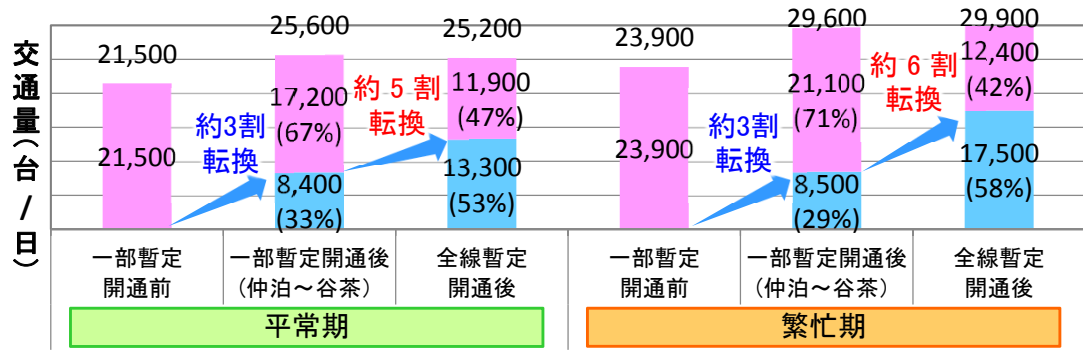 交通量(台/日)
21,500
21,500
約3割
転換
25,600
17,200
(67%)
8,400
(33%)
約 5 割
転換
25,200
11,900
(47%)
13,300
(53%)
23,900
23,900
約3割
転換
29,600
21,100
(71%)
8,500
(29%)
約 6 割
転換
29,900
12,400
(42%)
17,500
(58%)
一部暫定
開通前
一部暫定開通後
(仲泊～谷茶)
全線暫定
開通後
一部暫定
開通前
一部暫定開通後
(仲泊～谷茶)
全線暫定
開通後
平常期
繁忙期